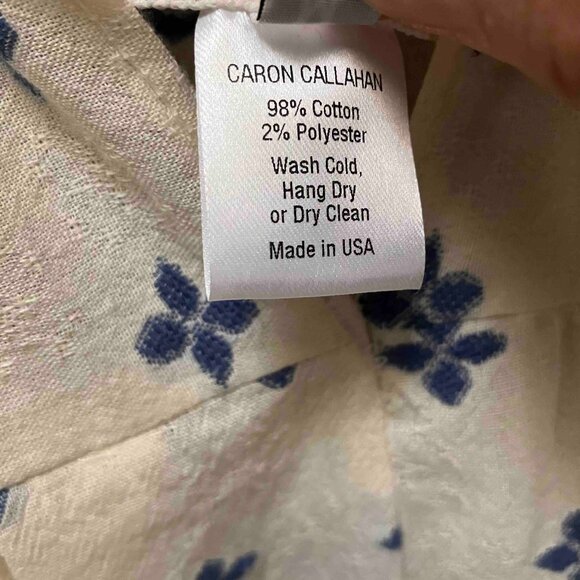 CARON CALLAHAN
98% Cotton
2% Polyester
Wash Cold,
Hang Dry
or Dry Clean
Made in USA